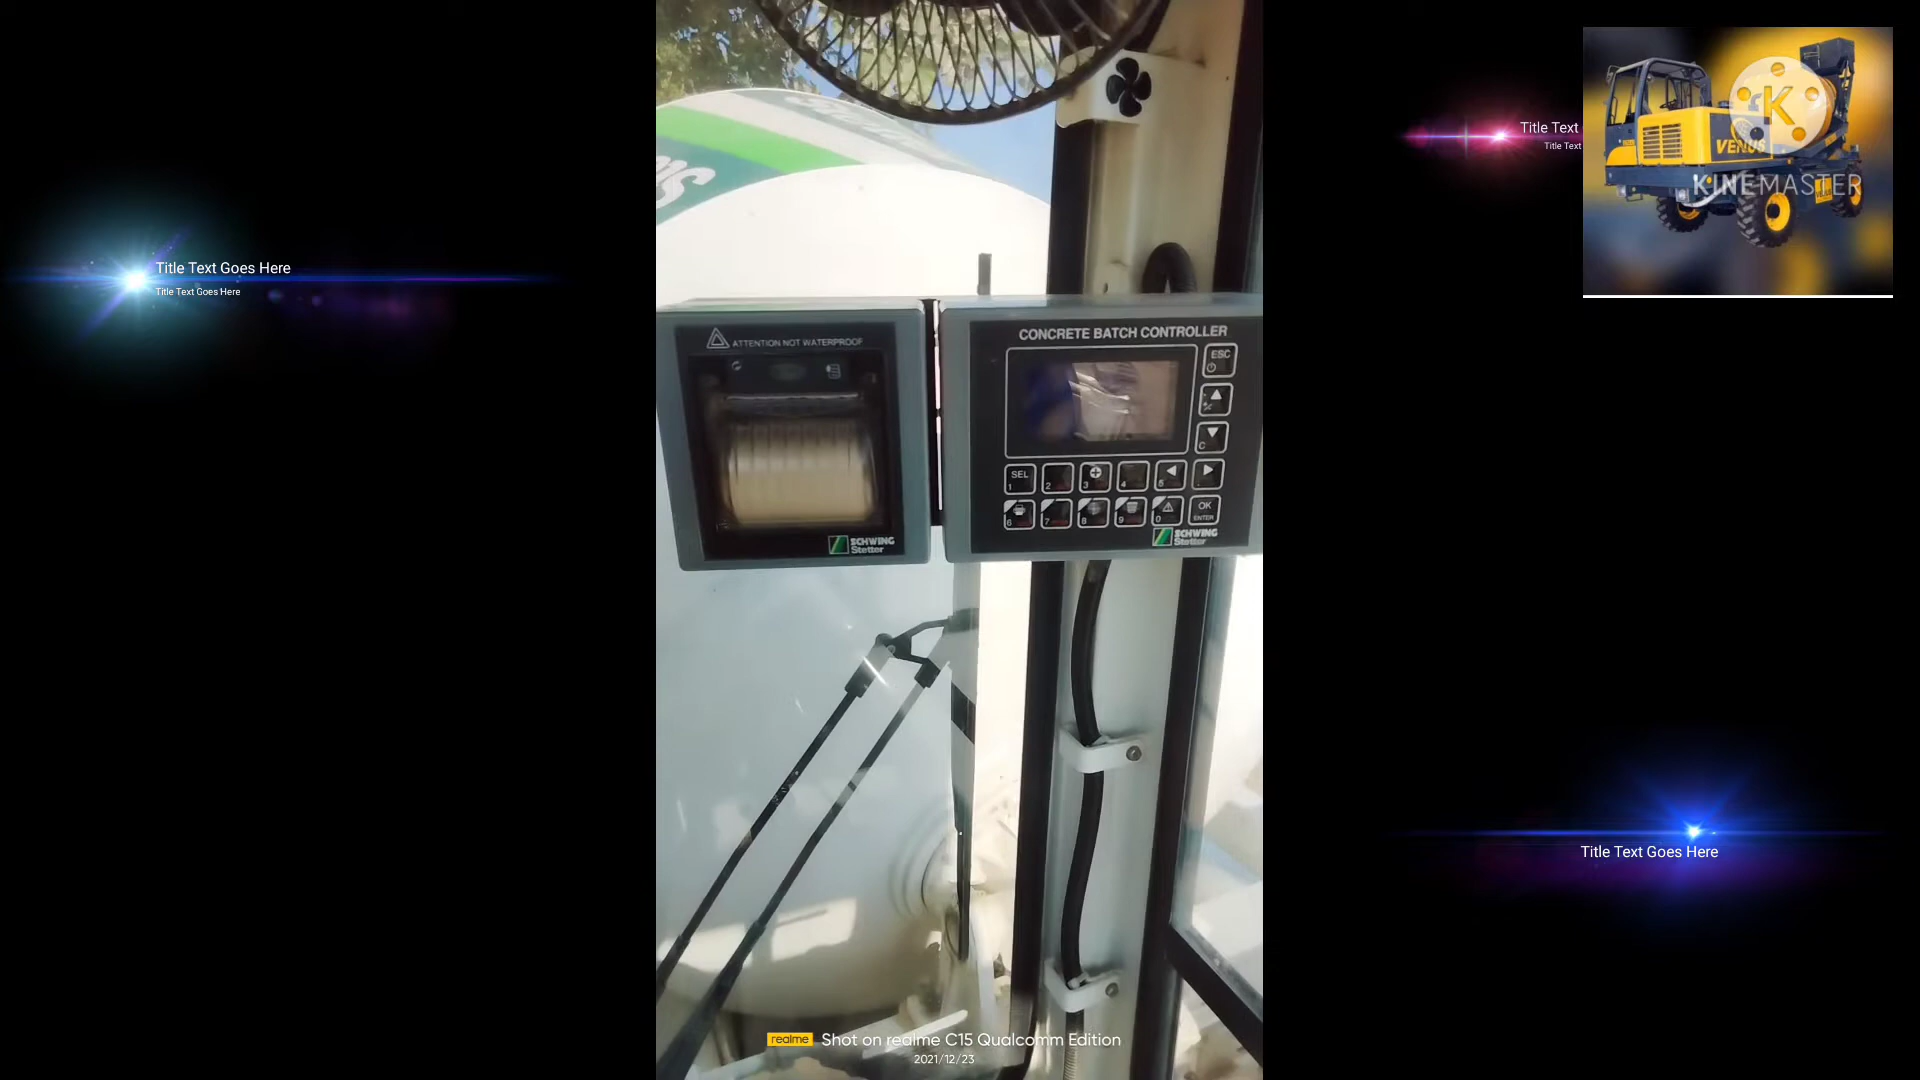 Title Text Goes Here
Title Text Goes Here
ATTENTION NOT WATERPROOF
SCHWING
Stetter
CONCRETE BATCH CONTROLLER
ESC
C
SEL
1
2
3
4
5
6
7
8
9
0
OK
ENTER
SCHWING
Stetter
realme Shot on realme C15 Qualcomm Edition
2021/12/23
Title Text
Title Text
K
VENUS
KINEMASTER
Title Text Goes Here